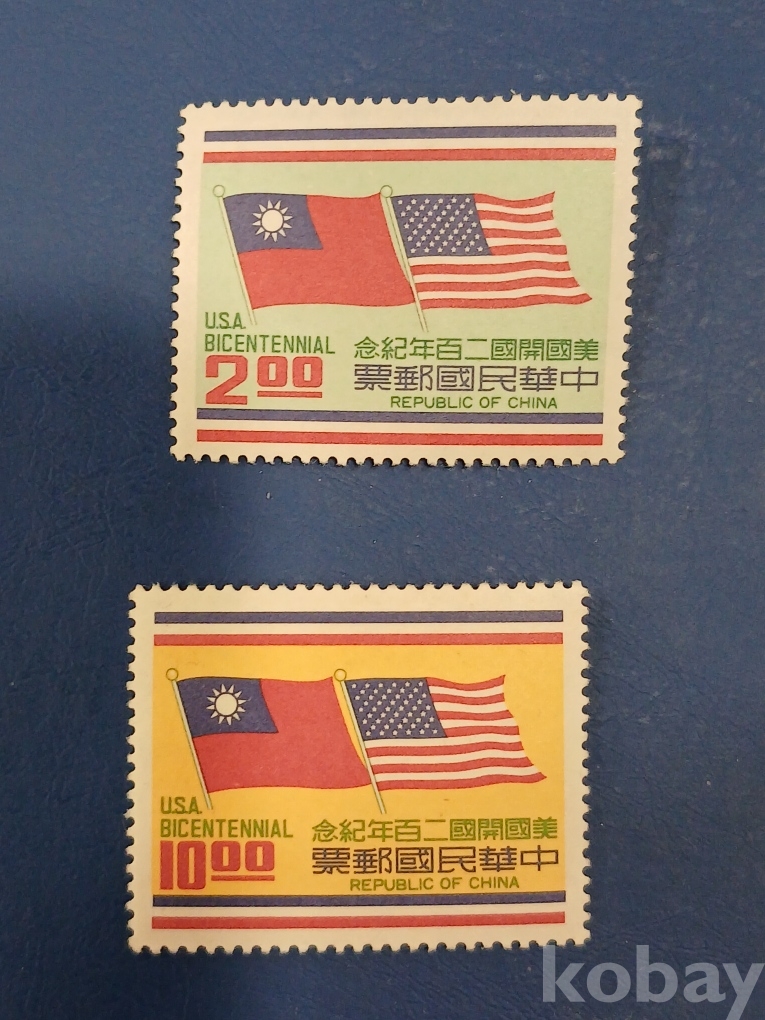 U.S.A.
BICENTENNIAL
2.00
美國開國二百年紀念
中華民國郵票
REPUBLIC OF CHINA
U.S.A.
BICENTENNIAL
10.00
美國開國二百年紀念
中華民國郵票
REPUBLIC OF CHINA
kobay